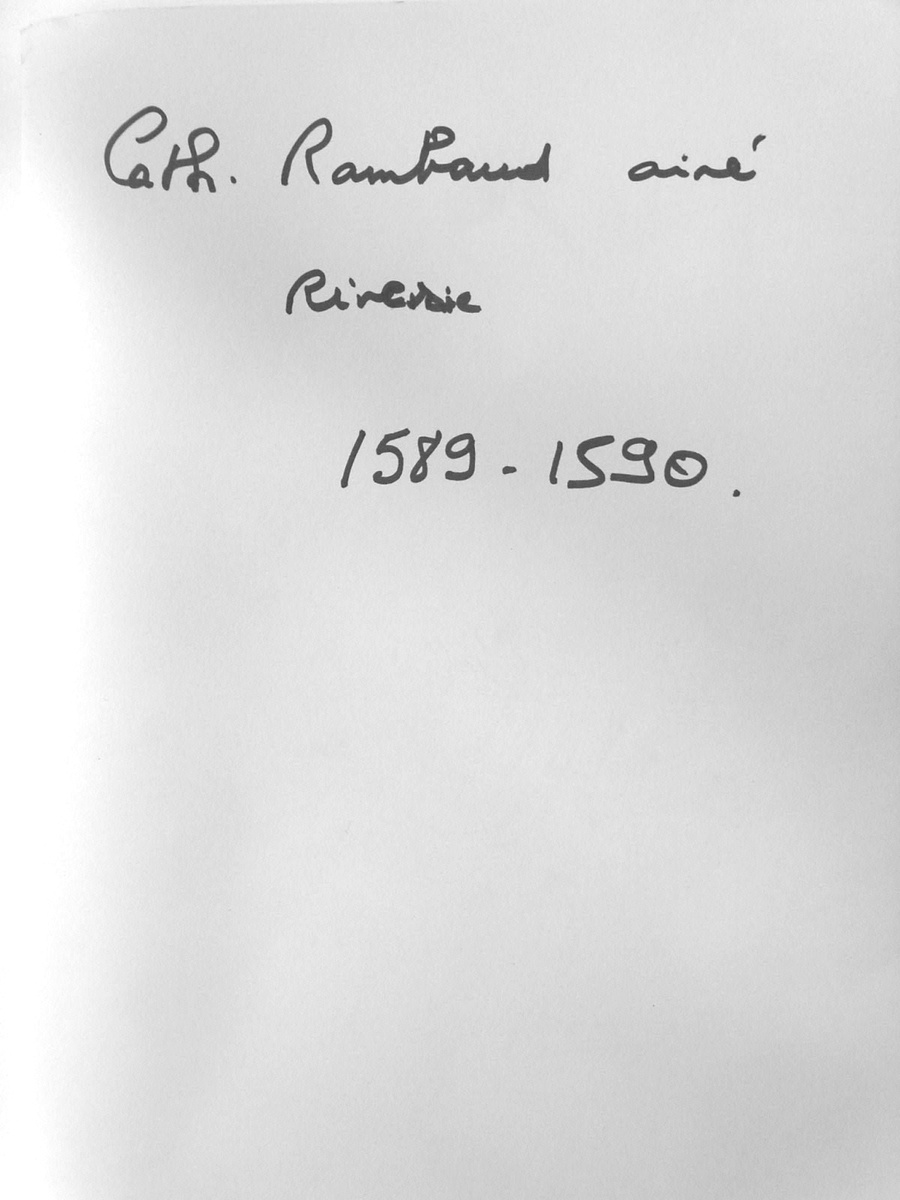 Cath. Rambaud ainé
Riverie
1589 - 1590.